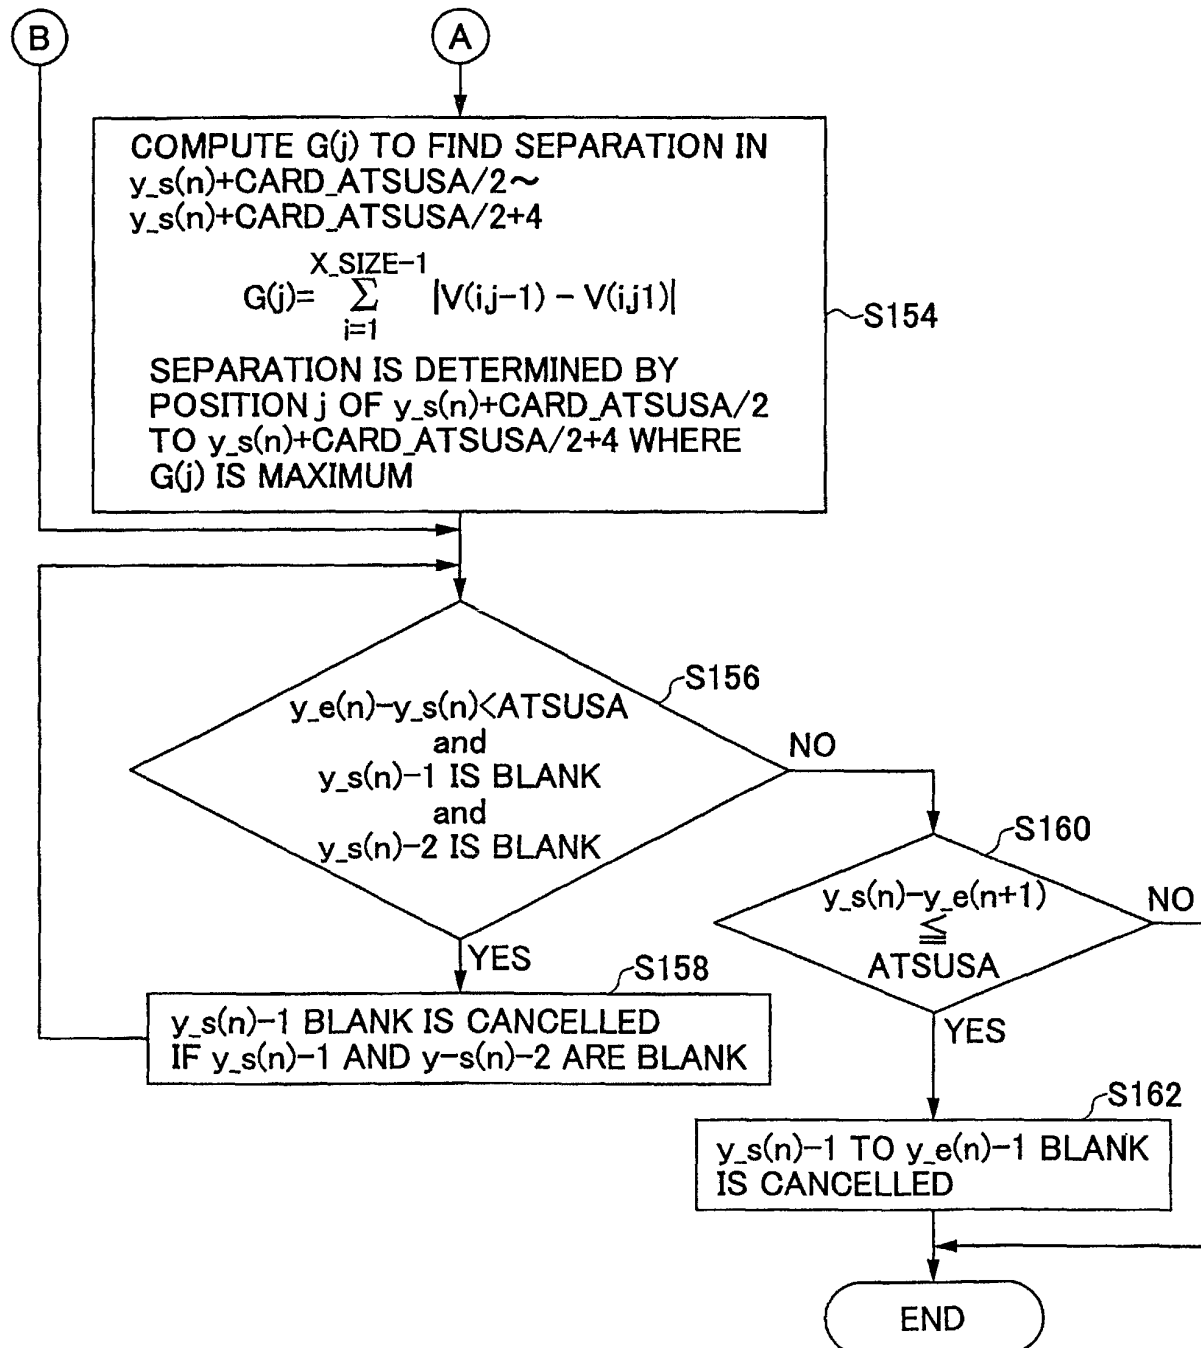 B
A
COMPUTE G(j) TO FIND SEPARATION IN
y_s(n)+CARD_ATSUSA/2~
y_s(n)+CARD_ATSUSA/2+4
X_SIZE-1
G(j)= Σ |V(i,j-1) - V(i,j1)|
i=1
SEPARATION IS DETERMINED BY
POSITION j OF y_s(n)+CARD_ATSUSA/2
TO y_s(n)+CARD_ATSUSA/2+4 WHERE
G(j) IS MAXIMUM
S154
S156
y_e(n)-y_s(n)<ATSUSA
and
y_s(n)-1 IS BLANK
and
y_s(n)-2 IS BLANK
NO
YES
S158
y_s(n)-1 BLANK IS CANCELLED
IF y_s(n)-1 AND y-s(n)-2 ARE BLANK
S160
y_s(n)-y_e(n+1)
≦
ATSUSA
NO
YES
S162
y_s(n)-1 TO y_e(n)-1 BLANK
IS CANCELLED
END